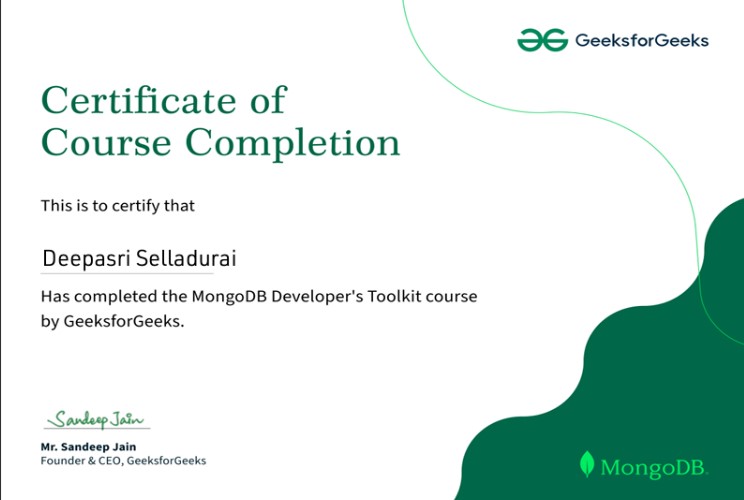 GeeksforGeeks
Certificate of
Course Completion
This is to certify that
Deepasri Selladurai
Has completed the MongoDB Developer's Toolkit course
by GeeksforGeeks.
Sandeep Jain
Mr. Sandeep Jain
Founder & CEO, GeeksforGeeks
MongoDB.